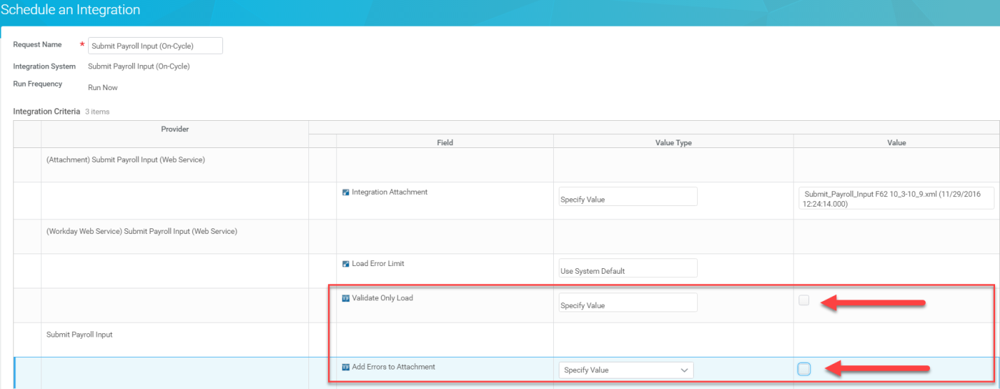 Schedule an Integration
Request Name * Submit Payroll Input (On-Cycle)
Integration System Submit Payroll Input (On-Cycle)
Run Frequency Run Now
Integration Criteria 3 items
Provider
Field Value Type Value
(Attachment) Submit Payroll Input (Web Service)
Integration Attachment Specify Value Submit_Payroll_Input F62 10_3-10_9.xml (11/29/2016
12:24:14.000)
(Workday Web Service) Submit Payroll Input (Web Service)
Load Error Limit Use System Default
Validate Only Load Specify Value
Submit Payroll Input
Add Errors to Attachment Specify Value